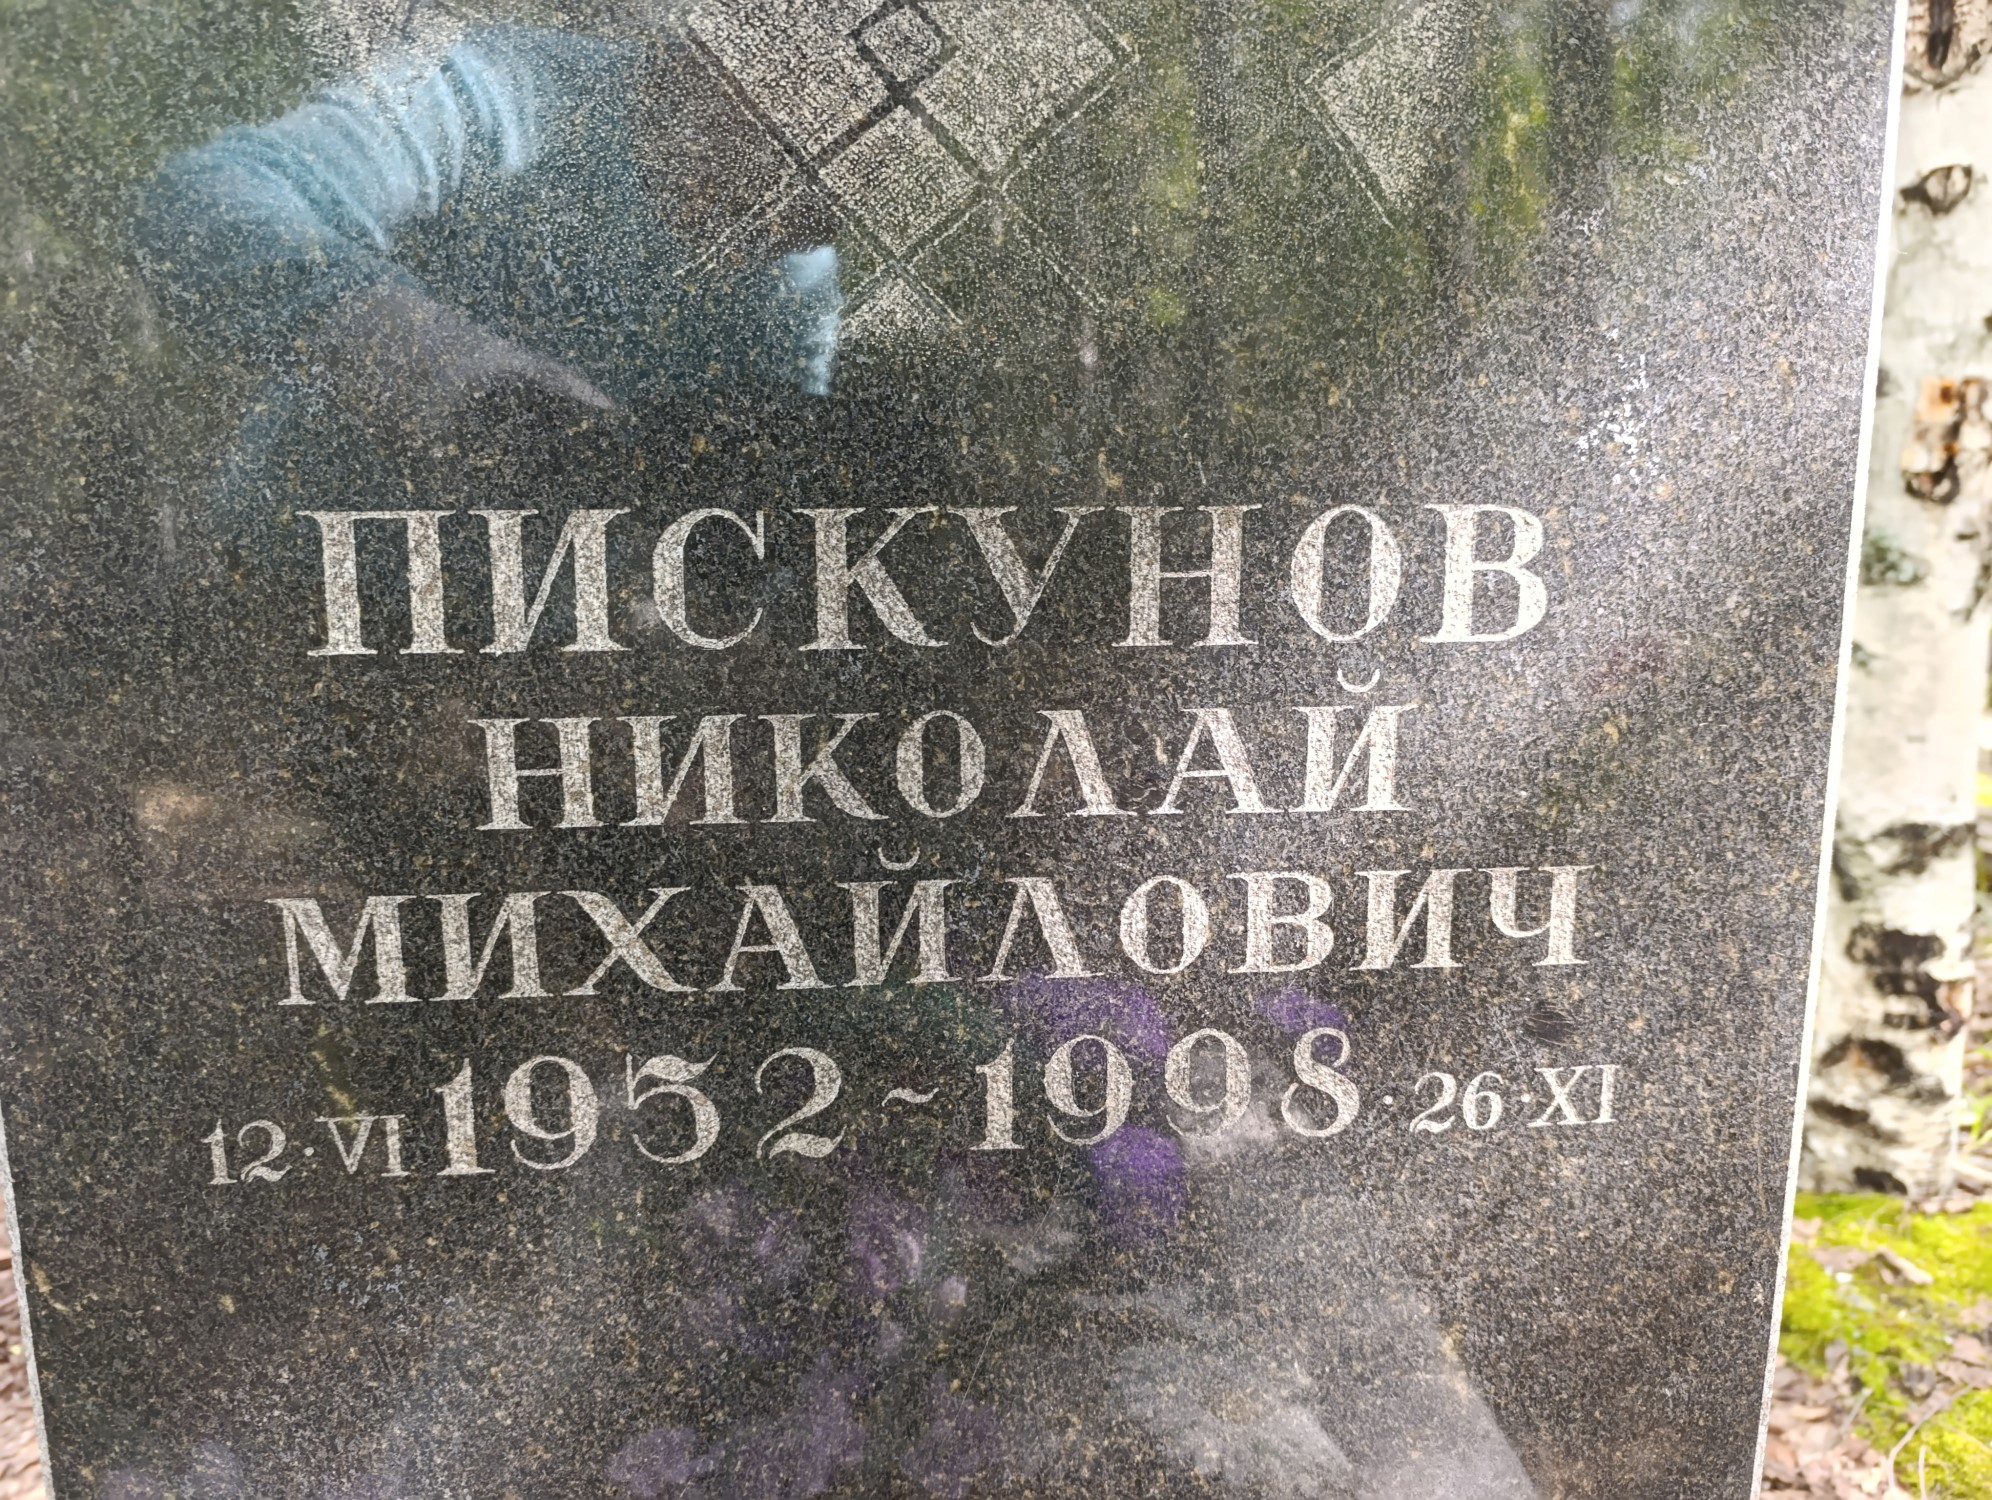 ПИСКУНОВ
НИКОЛАЙ
МИХАЙЛОВИЧ
12·VI 1952~1998·26·XI